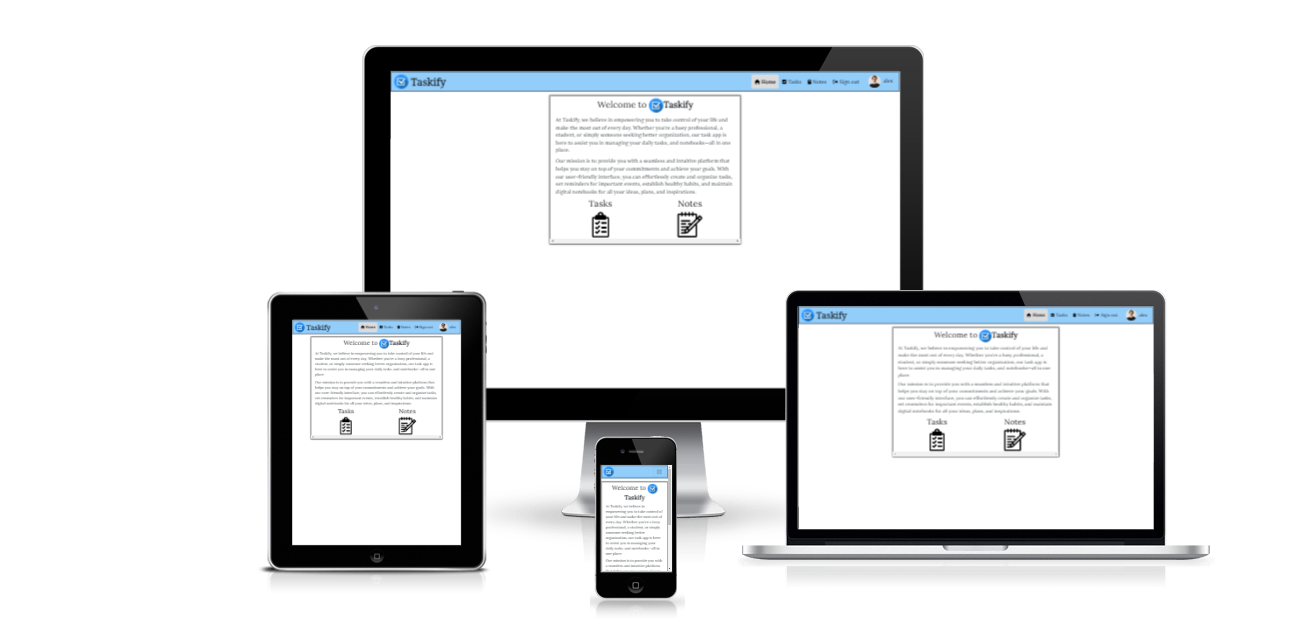 Taskify
Home Tasks Notes Sign out alex
Welcome to Taskify
At Taskify, we believe in empowering you to take control of your life and
make the most out of every day. Whether you're a busy professional, a
student, or simply someone seeking better organization, our task app is
here to assist you in managing your daily tasks, and notebooks—all in one
place.
Our mission is to provide you with a seamless and intuitive platform that
helps you stay on top of your commitments and achieve your goals. With
our user-friendly interface, you can effortlessly create and organize tasks,
set reminders for important events, establish healthy habits, and maintain
digital notebooks for all your ideas, plans, and inspirations.
Tasks Notes
Taskify
Home Tasks Notes Sign out alex
Welcome to Taskify
At Taskify, we believe in empowering you to take control of your life and
make the most out of every day. Whether you're a busy professional, a
student, or simply someone seeking better organization, our task app is
here to assist you in managing your daily tasks, and notebooks—all in one
place.
Our mission is to provide you with a seamless and intuitive platform that
helps you stay on top of your commitments and achieve your goals. With
our user-friendly interface, you can effortlessly create and organize tasks,
set reminders for important events, establish healthy habits, and maintain
digital notebooks for all your ideas, plans, and inspirations.
Tasks Notes
Welcome to
Taskify
At Taskify, we believe in
empowering you to take control of
your life and make the most out of
every day. Whether you're a busy
professional, a student, or simply
someone seeking better
organization, our task app is here
to assist you in managing your
daily tasks, and notebooks—all in
one place.
Our mission is to provide you with
a seamless and intuitive platform
Taskify
Home Tasks Notes Sign out alex
Welcome to Taskify
At Taskify, we believe in empowering you to take control of your life and
make the most out of every day. Whether you're a busy professional, a
student, or simply someone seeking better organization, our task app is
here to assist you in managing your daily tasks, and notebooks—all in one
place.
Our mission is to provide you with a seamless and intuitive platform that
helps you stay on top of your commitments and achieve your goals. With
our user-friendly interface, you can effortlessly create and organize tasks,
set reminders for important events, establish healthy habits, and maintain
digital notebooks for all your ideas, plans, and inspirations.
Tasks Notes